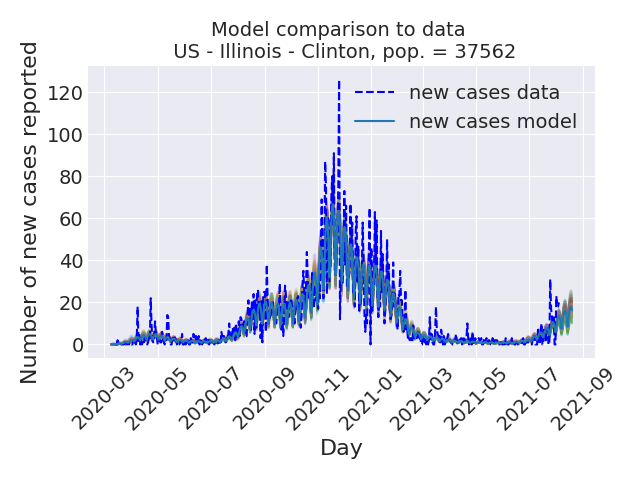 Model comparison to data
US - Illinois - Clinton, pop. = 37562
Number of new cases reported
120
100
80
60
40
20
0
new cases data
new cases model
2020-03
2020-05
2020-07
2020-09
2020-11
2021-01
2021-03
2021-05
2021-07
2021-09
Day